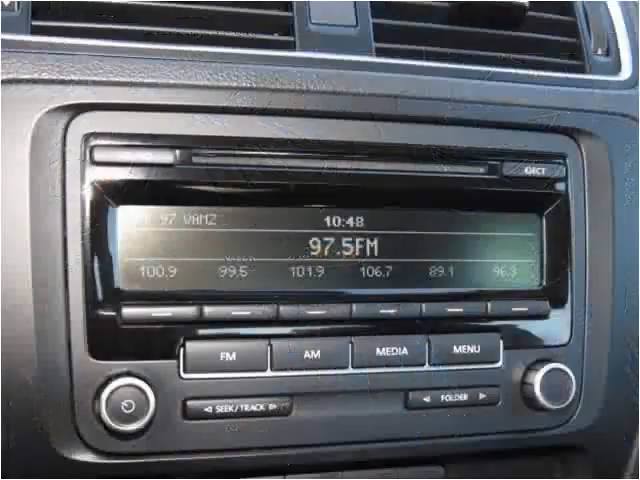 EJECT
97 VAMZ 10:48
97.5FM
100.9 99.5 101.9 106.7 89.1 96.3
FM AM MEDIA MENU
SEEK/TRACK FOLDER